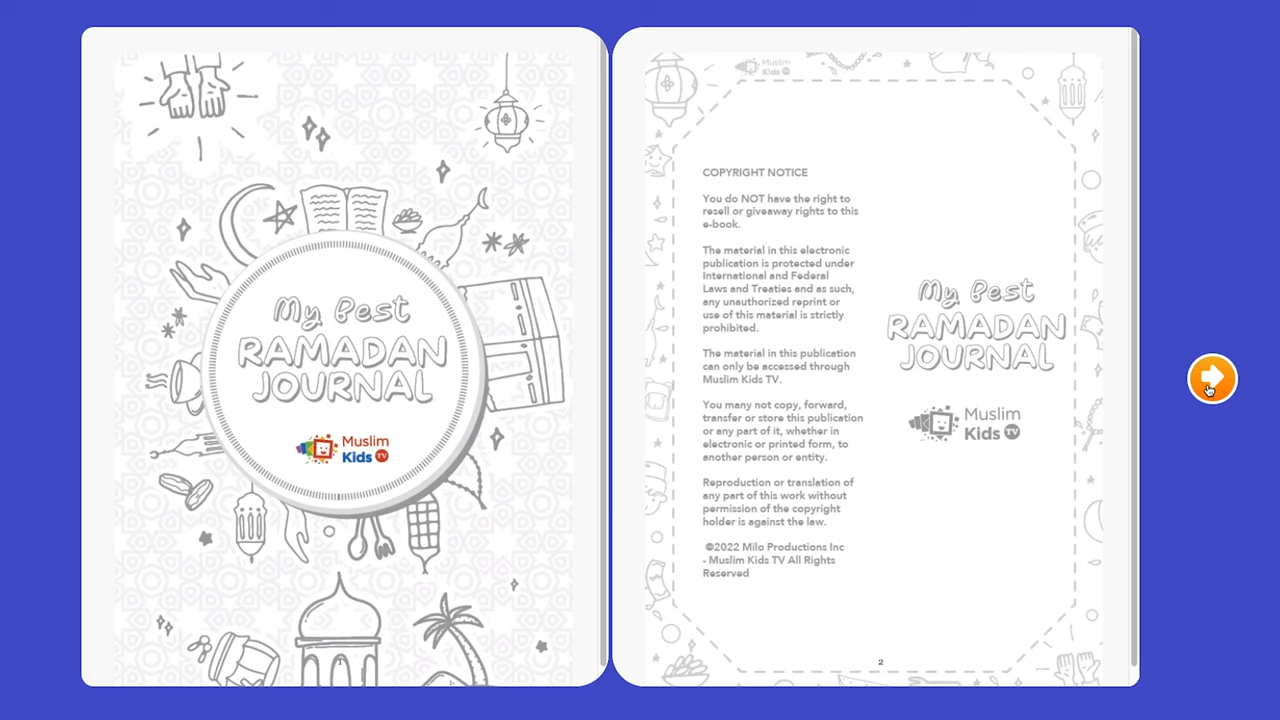 My Best
RAMADAN
JOURNAL
Muslim
Kids TV
1
Muslim
Kids TV
COPYRIGHT NOTICE
You do NOT have the right to
resell or giveaway rights to this
e-book.
The material in this electronic
publication is protected under
International and Federal
Laws and Treaties and as such,
any unauthorized reprint or
use of this material is strictly
prohibited.
The material in this publication
can only be accessed through
Muslim Kids TV.
You many not copy, forward,
transfer or store this publication
or any part of it, whether in
electronic or printed form, to
another person or entity.
Reproduction or translation of
any part of this work without
permission of the copyright
holder is against the law.
©2022 Milo Productions Inc
- Muslim Kids TV All Rights
Reserved
My Best
RAMADAN
JOURNAL
Muslim
Kids TV
2